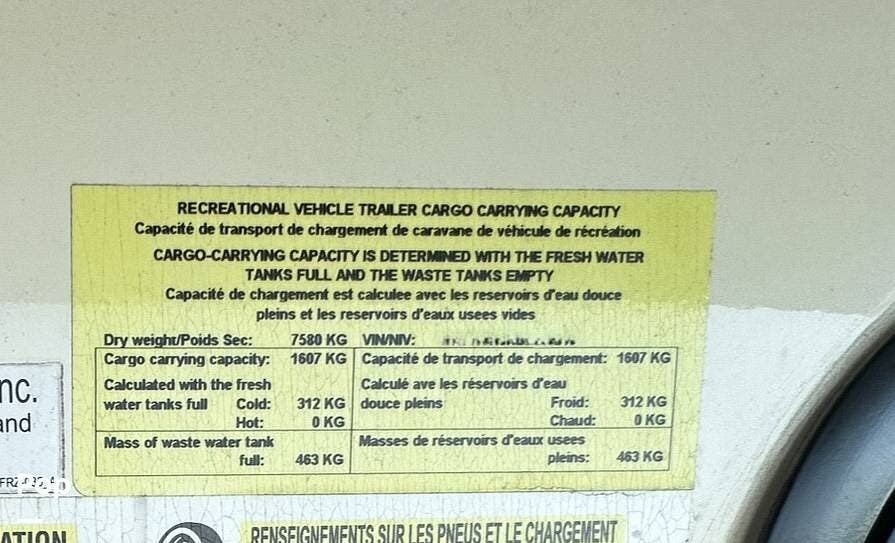 RECREATIONAL VEHICLE TRAILER CARGO CARRYING CAPACITY
Capacité de transport de chargement de caravane de véhicule de récréation
CARGO-CARRYING CAPACITY IS DETERMINED WITH THE FRESH WATER
TANKS FULL AND THE WASTE TANKS EMPTY
Capacité de chargement est calculee avec les reservoirs d'eau douce
pleins et les reservoirs d'eaux usees vides
Dry weight/Poids Sec: 7580 KG VIN/NIV:
Cargo carrying capacity: 1607 KG Capacité de transport de chargement: 1607 KG
Calculated with the fresh Calculé ave les réservoirs d'eau
water tanks full Cold: 312 KG douce pleins Froid: 312 KG
Hot: 0 KG Chaud: 0 KG
Mass of waste water tank Masses de réservoirs d'eaux usees
full: 463 KG pleins: 463 KG
nc.
and
ATION
RENSEIGNEMENTS SUR LES PNEUS ET LE CHARGEMENT